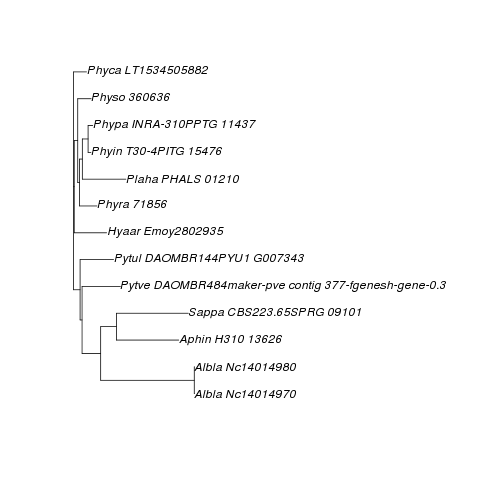 Phyca LT1534505882
Physo 360636
Phypa INRA-310PPTG 11437
Phyin T30-4PITG 15476
Plaha PHALS 01210
Phyra 71856
Hyaar Emoy2802935
Pytul DAOMBR144PYU1 G007343
Pytve DAOMBR484maker-pve contig 377-fgenesh-gene-0.3
Sappa CBS223.65SPRG 09101
Aphin H310 13626
Albla Nc14014980
Albla Nc14014970